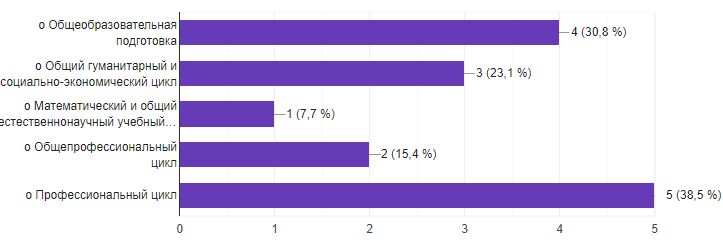 о Общеобразовательная
подготовка
4 (30,8 %)
о Общий гуманитарный и
социально-экономический цикл
3 (23,1 %)
о Математический и общий
естественнонаучный учебный…
1 (7,7 %)
о Общепрофессиональный
цикл
2 (15,4 %)
о Профессиональный цикл
5 (38,5 %)
0 1 2 3 4 5